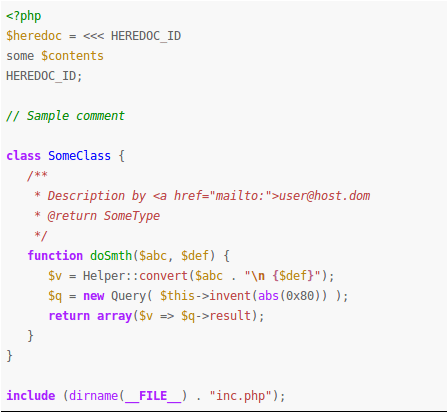 <?php
$heredoc = <<< HEREDOC_ID
some $contents
HEREDOC_ID;

// Sample comment

class SomeClass {
   /**
    * Description by <a href="mailto:">user@host.dom
    * @return SomeType
    */
   function doSmth($abc, $def) {
      $v = Helper::convert($abc . "\n {$def}");
      $q = new Query( $this->invent(abs(0x80)) );
      return array($v => $q->result);
   }
}

include (dirname(__FILE__) . "inc.php");